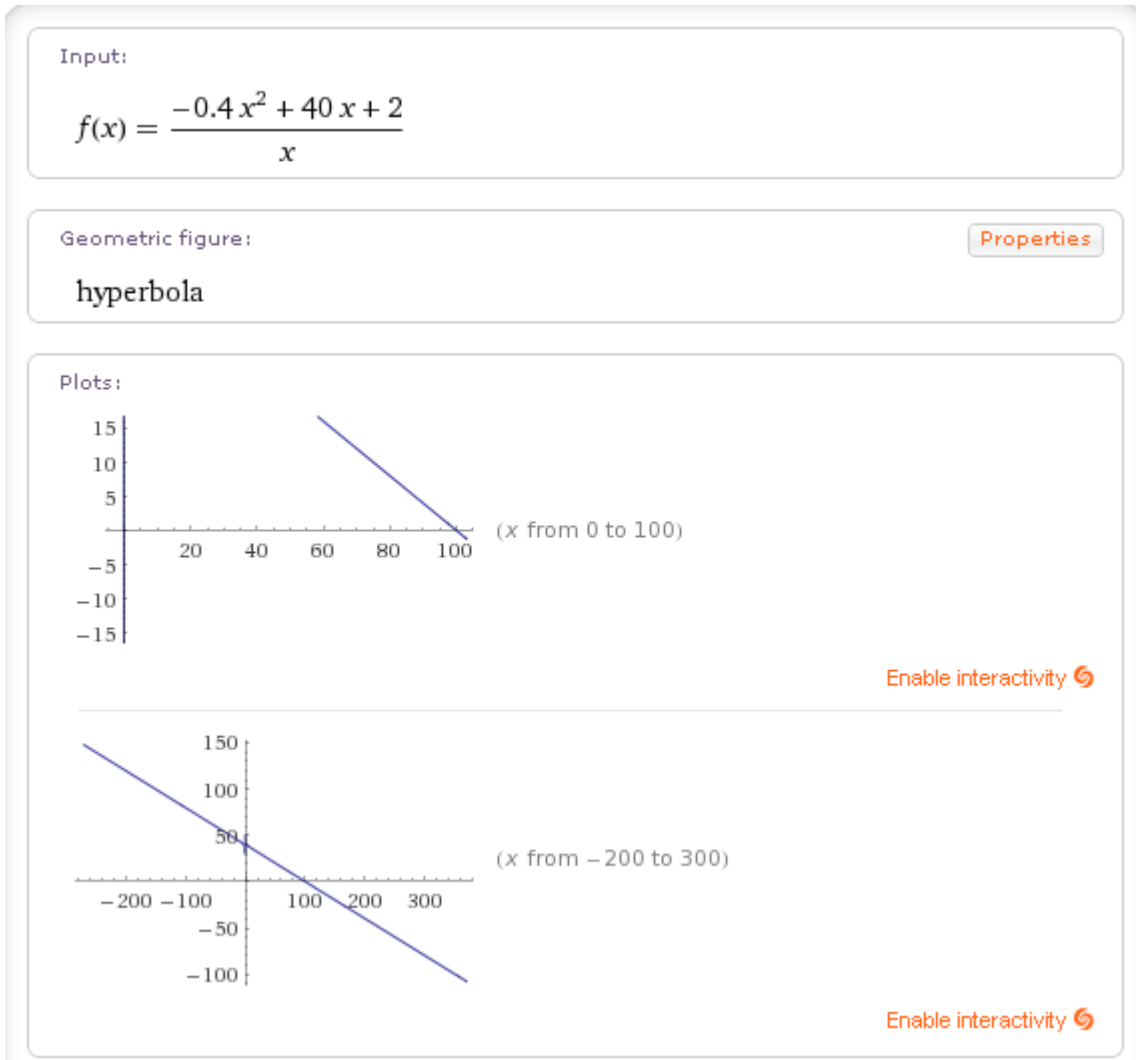 Input:
f(x) = (−0.4 x² + 40 x + 2) / x
Geometric figure:
Properties
hyperbola
Plots:
15
10
5
20 40 60 80 100
(x from 0 to 100)
−5
−10
−15
Enable interactivity
150
100
50
(x from −200 to 300)
−200 −100 100 200 300
−50
−100
Enable interactivity